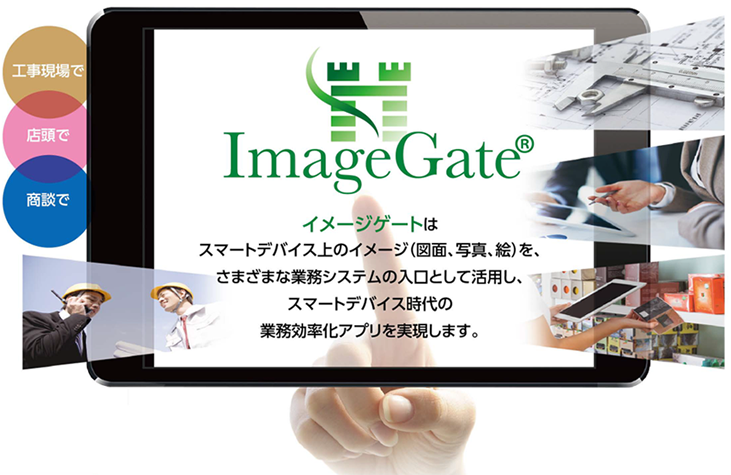 工事現場で
店頭で
商談で
ImageGate®
イメージゲートは
スマートデバイス上のイメージ(図面、写真、絵)を、
さまざまな業務システムの入口として活用し、
スマートデバイス時代の
業務効率化アプリを実現します。